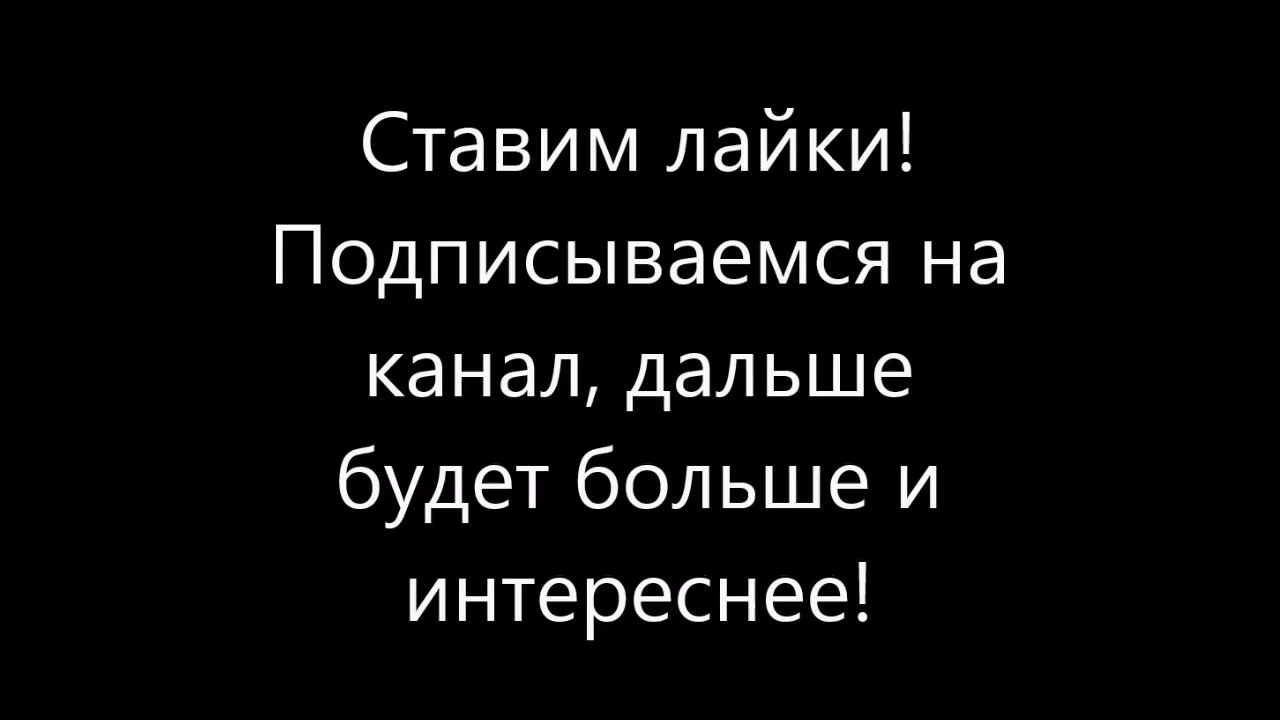 Ставим лайки!
Подписываемся на
канал, дальше
будет больше и
интереснее!